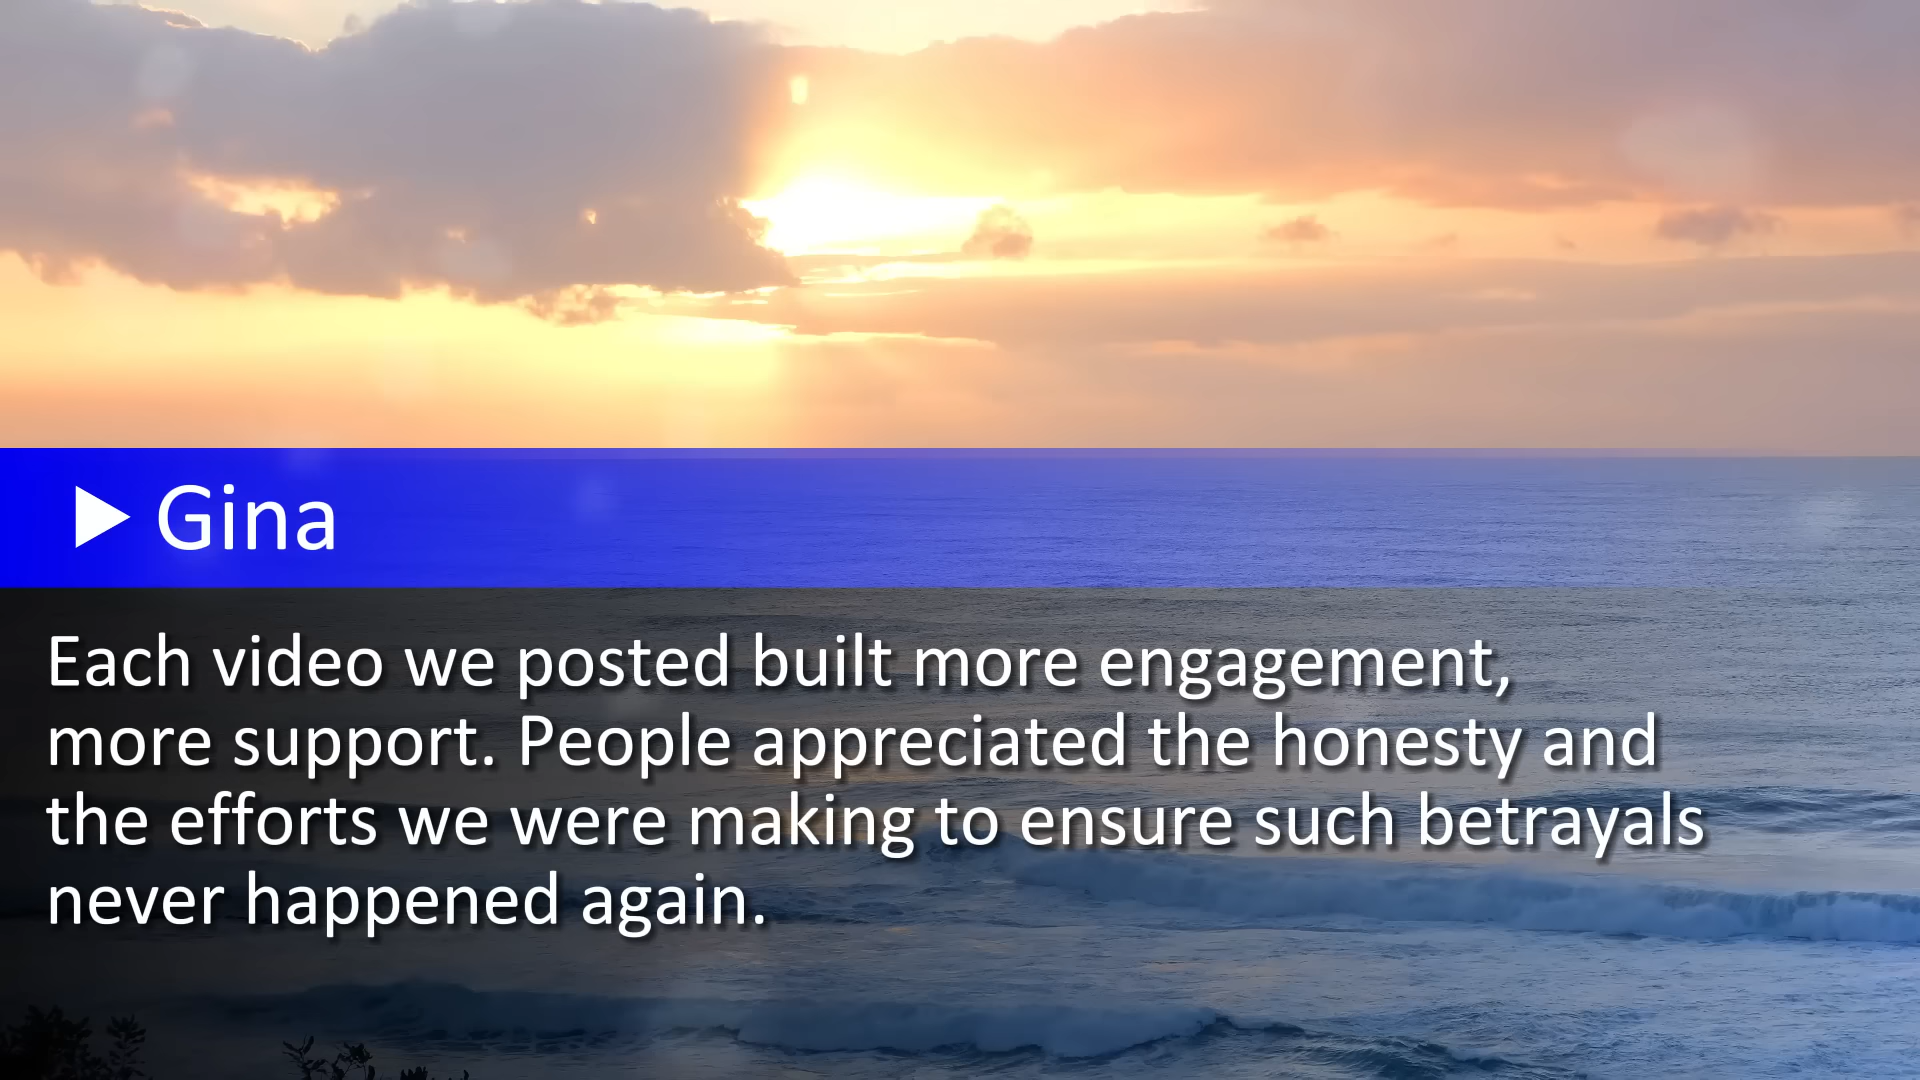 Gina
Each video we posted built more engagement,
more support. People appreciated the honesty and
the efforts we were making to ensure such betrayals
never happened again.